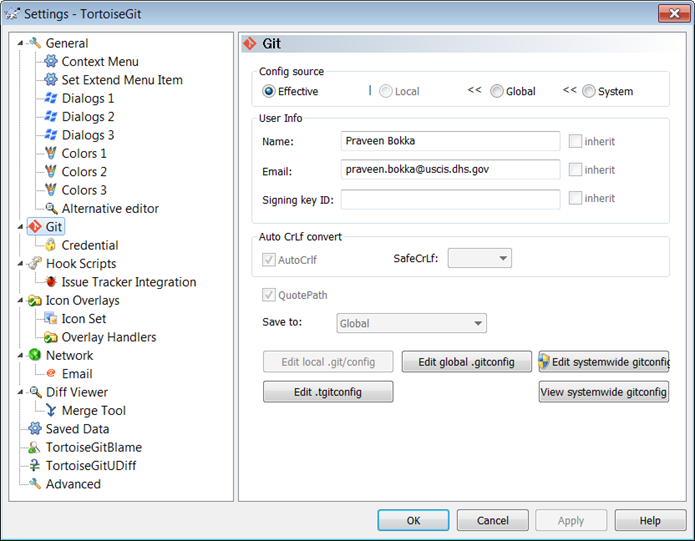 Settings - TortoiseGit
General
Context Menu
Set Extend Menu Item
Dialogs 1
Dialogs 2
Dialogs 3
Colors 1
Colors 2
Colors 3
Alternative editor
Git
Credential
Hook Scripts
Issue Tracker Integration
Icon Overlays
Icon Set
Overlay Handlers
Network
Email
Diff Viewer
Merge Tool
Saved Data
TortoiseGitBlame
TortoiseGitUDiff
Advanced
Git
Config source
Effective | Local << Global << System
User Info
Name: Praveen Bokka inherit
Email: praveen.bokka@uscis.dhs.gov inherit
Signing key ID: inherit
Auto CrLf convert
AutoCrlf SafeCrLf:
QuotePath
Save to: Global
Edit local .git/config Edit global .gitconfig Edit systemwide gitconfig
Edit .tgitconfig View systemwide gitconfig
OK Cancel Apply Help